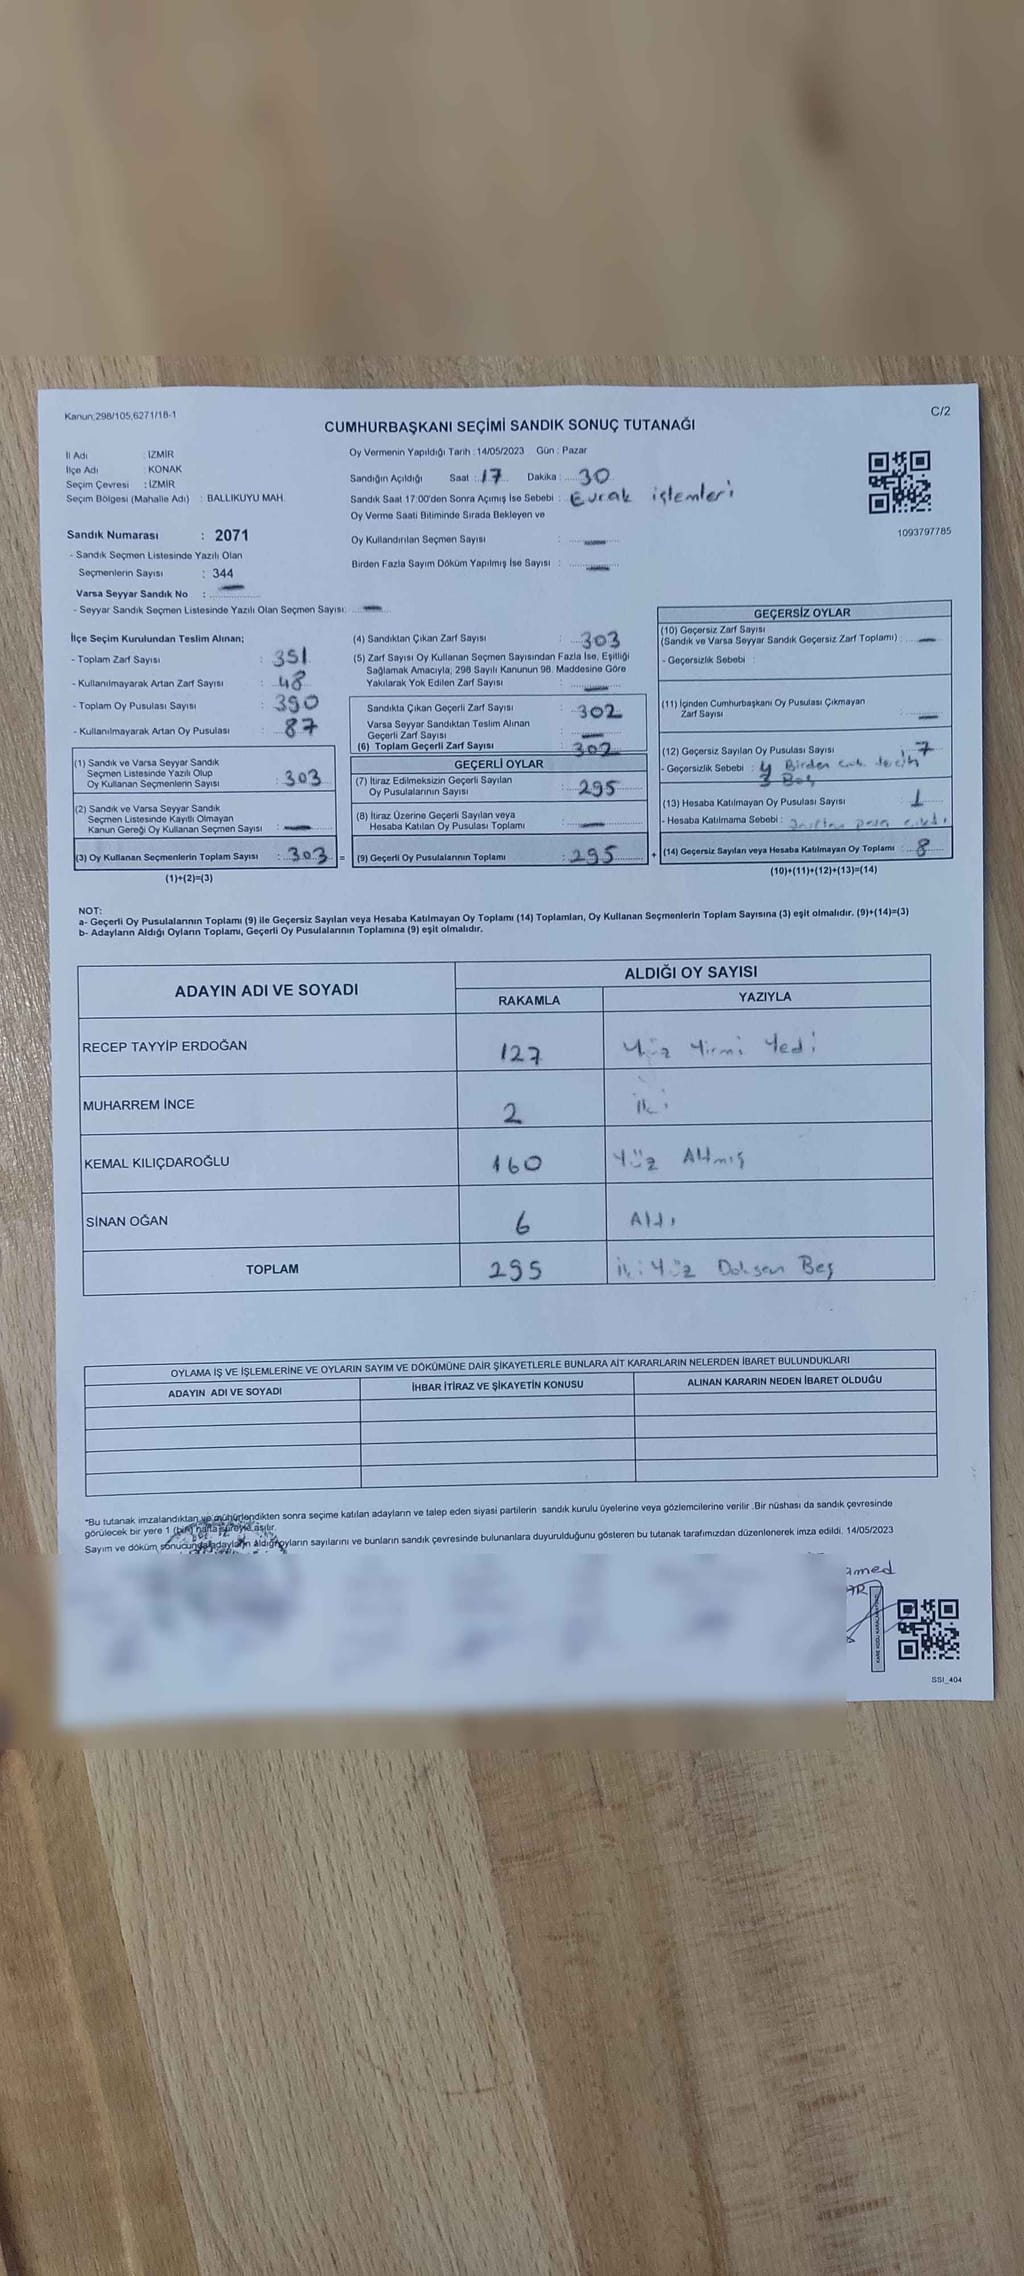 Kanun;298/105,6271/18-1
C/2
CUMHURBAŞKANI SEÇİMİ SANDIK SONUÇ TUTANAĞI
İl Adı : İZMİR
İlçe Adı : KONAK
Seçim Çevresi : İZMİR
Seçim Bölgesi (Mahalle Adı) : BALLIKUYU MAH.
Sandık Numarası : 2071
- Sandık Seçmen Listesinde Yazılı Olan
Seçmenlerin Sayısı : 344
Varsa Seyyar Sandık No : —
- Seyyar Sandık Seçmen Listesinde Yazılı Olan Seçmen Sayısı: —
Oy Vermenin Yapıldığı Tarih : 14/05/2023 Gün : Pazar
Sandığın Açıldığı Saat : 17 Dakika : 30
Sandık Saat 17:00'den Sonra Açımış İse Sebebi : Evrak işlemleri
Oy Verme Saati Bitiminde Sırada Bekleyen ve
Oy Kullandırılan Seçmen Sayısı : —
Birden Fazla Sayım Döküm Yapılmış İse Sayısı : —
1093797785
İlçe Seçim Kurulundan Teslim Alınan;
- Toplam Zarf Sayısı : 351
- Kullanılmayarak Artan Zarf Sayısı : 48
- Toplam Oy Pusulası Sayısı : 390
- Kullanılmayarak Artan Oy Pusulası : 87
(1) Sandık ve Varsa Seyyar Sandık
Seçmen Listesinde Yazılı Olup
Oy Kullanan Seçmenlerin Sayısı : 303
(2) Sandık ve Varsa Seyyar Sandık
Seçmen Listesinde Kayıtlı Olmayan
Kanun Gereği Oy Kullanan Seçmen Sayısı : —
(3) Oy Kullanan Seçmenlerin Toplam Sayısı : 303 =
(1)+(2)=(3)
(4) Sandıktan Çıkan Zarf Sayısı : 303
(5) Zarf Sayısı Oy Kullanan Seçmen Sayısından Fazla İse, Eşitliği
Sağlamak Amacıyla, 298 Sayılı Kanunun 98. Maddesine Göre
Yakılarak Yok Edilen Zarf Sayısı : —
Sandıkta Çıkan Geçerli Zarf Sayısı : 302
Varsa Seyyar Sandıktan Teslim Alınan
Geçerli Zarf Sayısı : —
(6) Toplam Geçerli Zarf Sayısı : 302
GEÇERLİ OYLAR
(7) İtiraz Edilmeksizin Geçerli Sayılan
Oy Pusulalarının Sayısı : 295
(8) İtiraz Üzerine Geçerli Sayılan veya
Hesaba Katılan Oy Pusulası Toplamı : —
(9) Geçerli Oy Pusulalarının Toplamı : 295 +
GEÇERSİZ OYLAR
(10) Geçersiz Zarf Sayısı
(Sandık ve Varsa Seyyar Sandık Geçersiz Zarf Toplamı) : —
- Geçersizlik Sebebi :
(11) İçinden Cumhurbaşkanı Oy Pusulası Çıkmayan
Zarf Sayısı : —
(12) Geçersiz Sayılan Oy Pusulası Sayısı : 7
- Geçersizlik Sebebi : 4 Birden çok tercih
3 Boş
(13) Hesaba Katılmayan Oy Pusulası Sayısı 1
- Hesaba Katılmama Sebebi :
(14) Geçersiz Sayılan veya Hesaba Katılmayan Oy Toplamı : 8
(10)+(11)+(12)+(13)=(14)
NOT:
a- Geçerli Oy Pusulalarının Toplamı (9) ile Geçersiz Sayılan veya Hesaba Katılmayan Oy Toplamı (14) Toplamları, Oy Kullanan Seçmenlerin Toplam Sayısına (3) eşit olmalıdır. (9)+(14)=(3)
b- Adayların Aldığı Oyların Toplamı, Geçerli Oy Pusulalarının Toplamına (9) eşit olmalıdır.
ADAYIN ADI VE SOYADI ALDIĞI OY SAYISI
RAKAMLA YAZIYLA
RECEP TAYYİP ERDOĞAN 127 Yüz Yirmi Yedi
MUHARREM İNCE 2 iki
KEMAL KILIÇDAROĞLU 160 Yüz Altmış
SİNAN OĞAN 6 Altı
TOPLAM 295 iki Yüz Doksan Beş
OYLAMA İŞ VE İŞLEMLERİNE VE OYLARIN SAYIM VE DÖKÜMÜNE DAİR ŞİKAYETLERLE BUNLARA AİT KARARLARIN NELERDEN İBARET BULUNDUKLARI
ADAYIN ADI VE SOYADI İHBAR İTİRAZ VE ŞİKAYETİN KONUSU ALINAN KARARIN NEDEN İBARET OLDUĞU
*Bu tutanak imzalandıktan ve mühürlendikten sonra seçime katılan adayların ve talep eden siyasi partilerin sandık kurulu üyelerine veya gözlemcilerine verilir .Bir nüshası da sandık çevresinde
görülecek bir yere 1 (bir) hafta süreyle asılır.
Sayım ve döküm sonucunda adayların aldığı oyların sayılarını ve bunların sandık çevresinde bulunanlara duyurulduğunu gösteren bu tutanak tarafımızdan düzenlenerek imza edildi. 14/05/2023
SSI_404